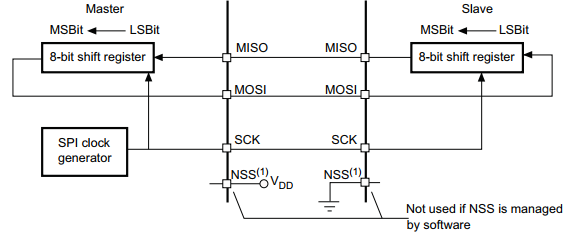 Master
Slave
MSBit LSBit
MSBit LSBit
8-bit shift register
MISO
MISO
8-bit shift register
MOSI
MOSI
SPI clock
generator
SCK
SCK
NSS(1)
VDD
NSS(1)
Not used if NSS is managed
by software